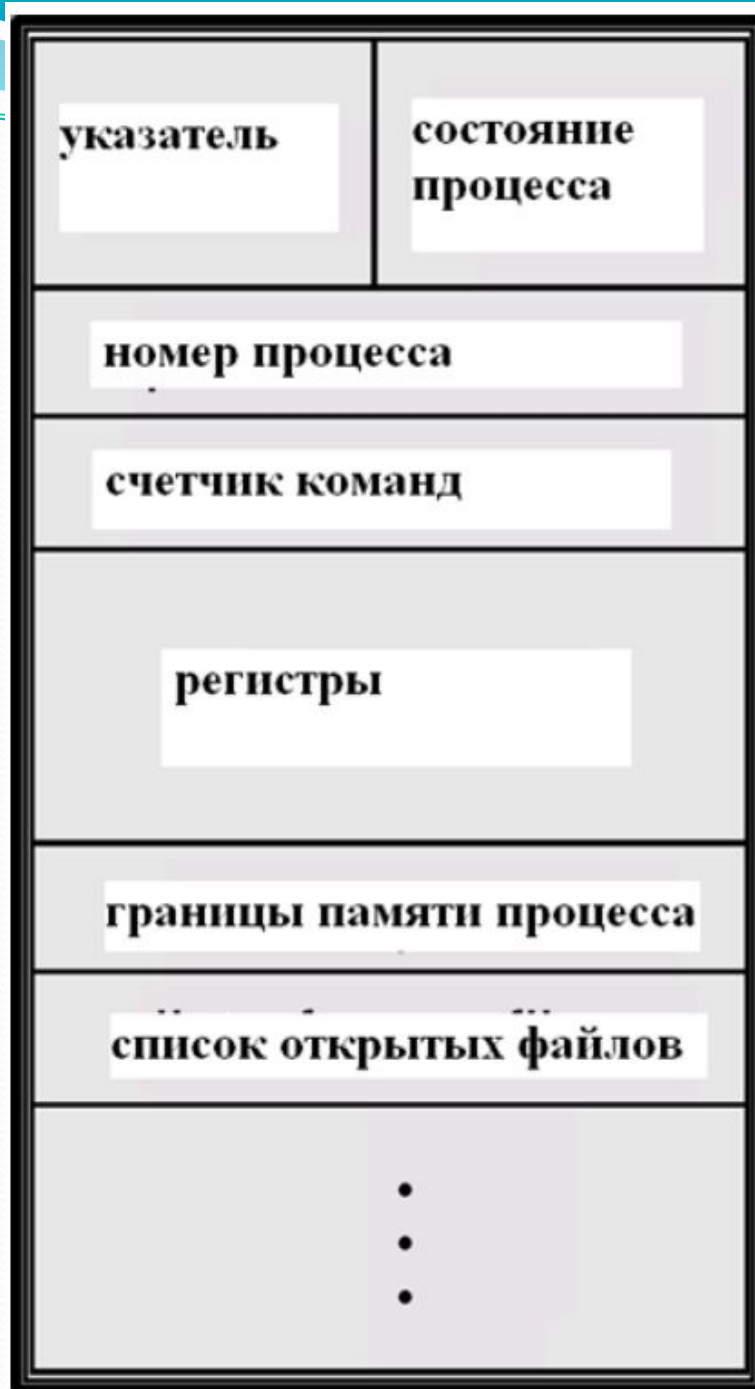 указатель
состояние
процесса
номер процесса
счетчик команд
регистры
границы памяти процесса
список открытых файлов